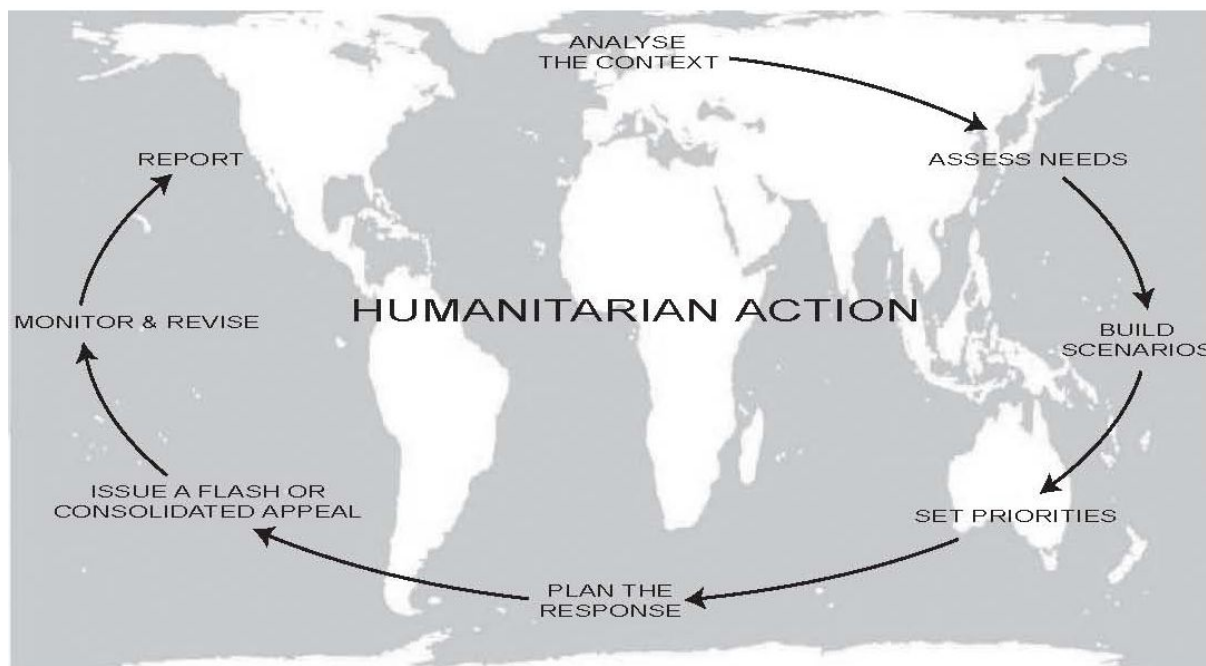 ANALYSE
THE CONTEXT
ASSESS NEEDS
BUILD
SCENARIOS
SET PRIORITIES
PLAN THE
RESPONSE
ISSUE A FLASH OR
CONSOLIDATED APPEAL
MONITOR & REVISE
REPORT
HUMANITARIAN ACTION